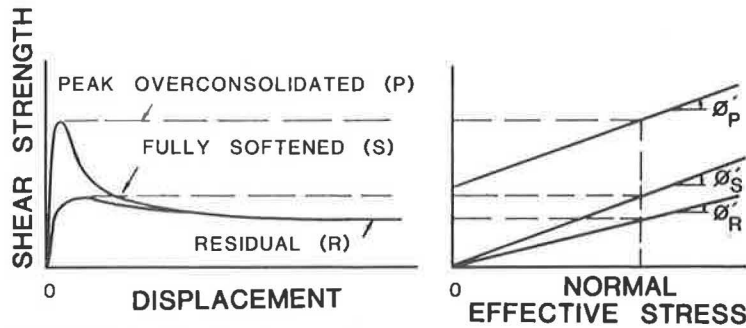 SHEAR STRENGTH
PEAK OVERCONSOLIDATED (P)
FULLY SOFTENED (S)
RESIDUAL (R)
0
DISPLACEMENT
Ø´P
Ø´S
Ø´R
0
NORMAL
EFFECTIVE STRESS